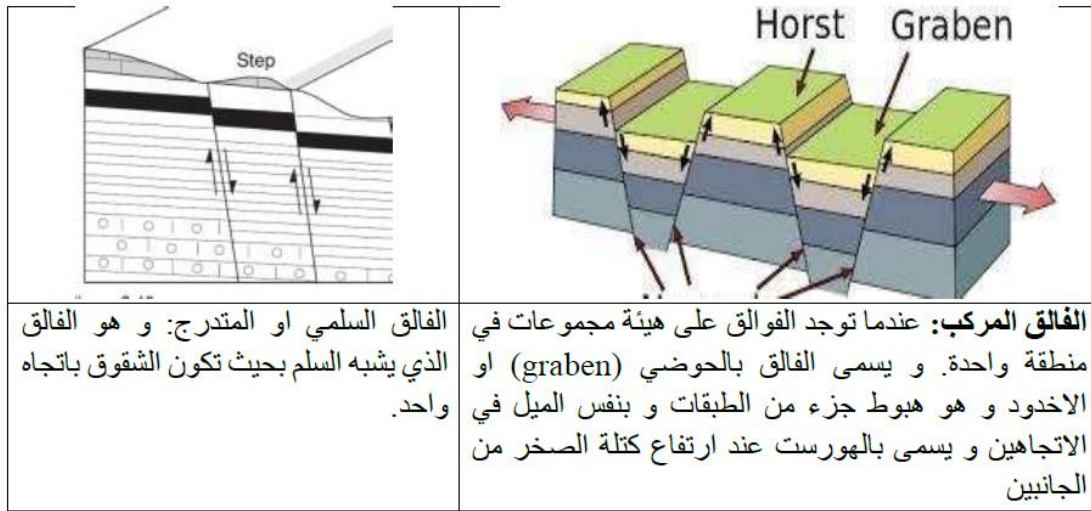 Horst Graben
Step
الفالق المركب: عندما توجد الفوالق على هيئة مجموعات في
منطقة واحدة. و يسمى الفالق بالحوضي (graben) او
الاخدود و هو هبوط جزء من الطبقات و بنفس الميل في
الاتجاهين و يسمى بالهورست عند ارتفاع كتلة الصخر من
الجانبين
الفالق السلمي او المتدرج: و هو الفالق
الذي يشبه السلم بحيث تكون الشقوق باتجاه
واحد.